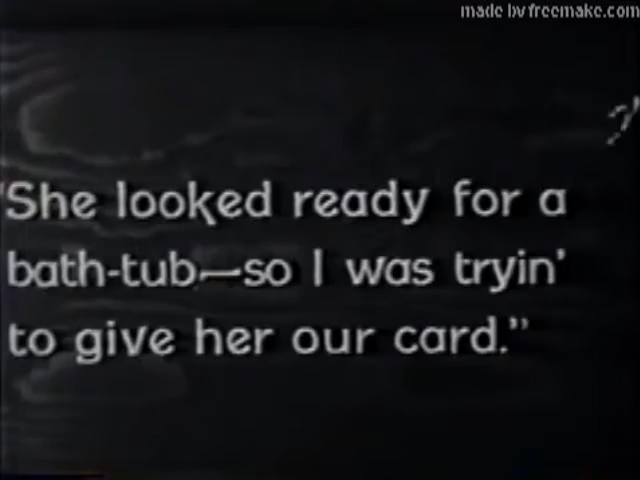 made by freemake.com
"She looked ready for a
bath-tub—so I was tryin'
to give her our card."